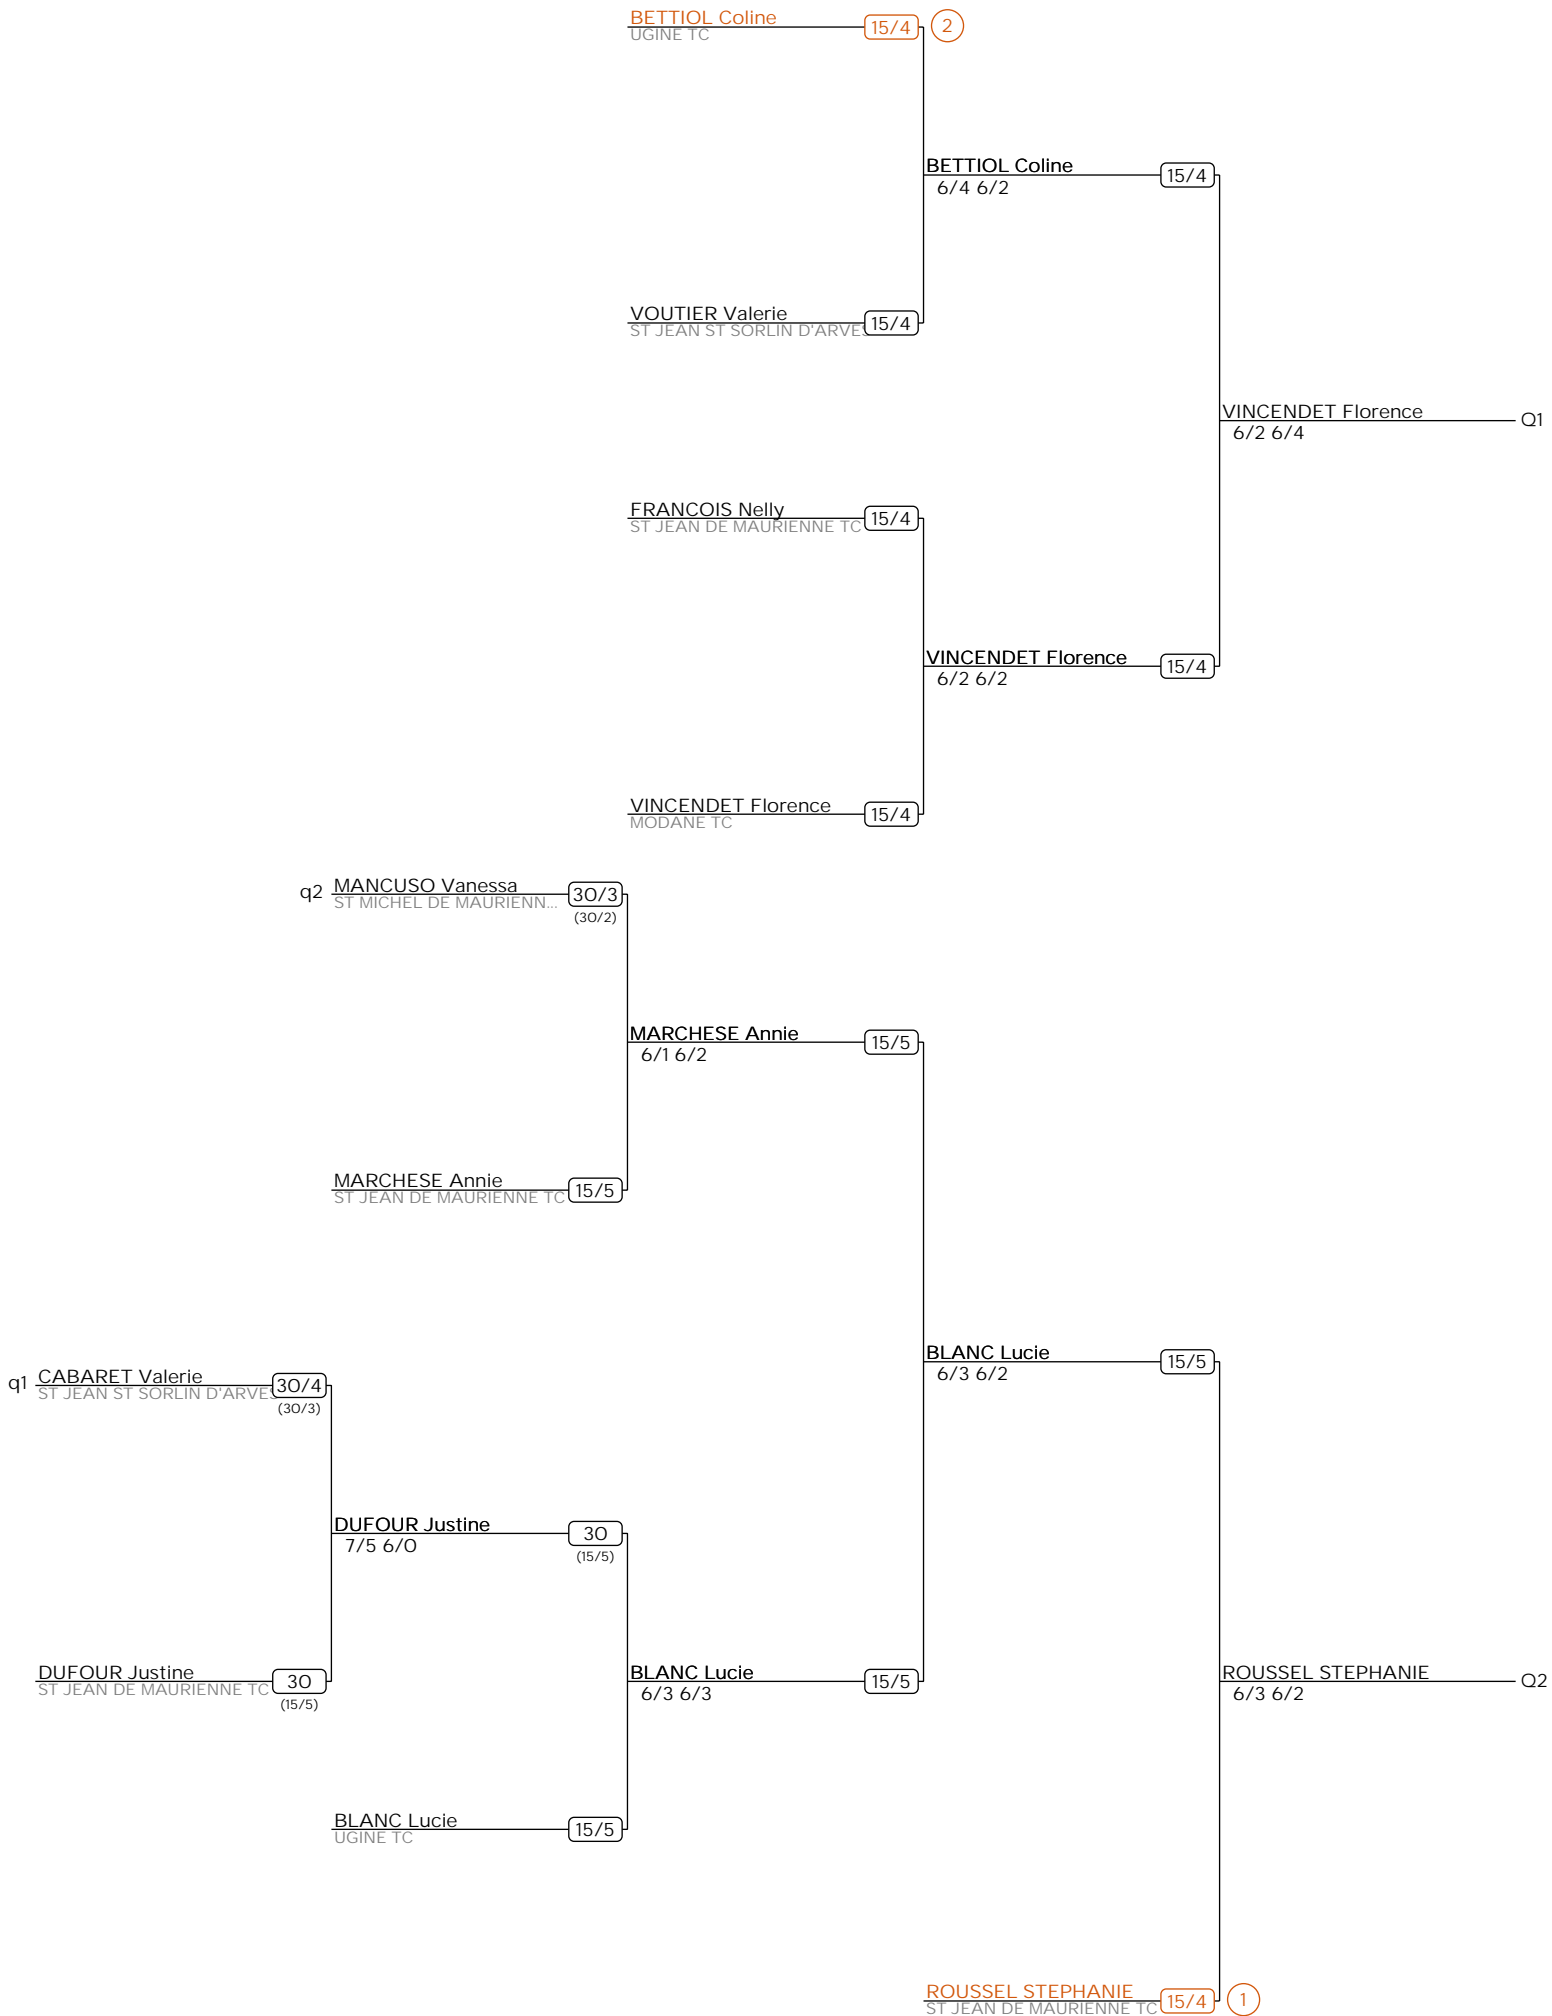 BETTIOL Coline 15/4 2
UGINE TC
BETTIOL Coline 15/4
6/4 6/2
VOUTIER Valerie 15/4
ST JEAN ST SORLIN D'ARVES
VINCENDET Florence Q1
6/2 6/4
FRANCOIS Nelly 15/4
ST JEAN DE MAURIENNE TC
VINCENDET Florence 15/4
6/2 6/2
VINCENDET Florence 15/4
MODANE TC
q2 MANCUSO Vanessa 30/3
ST MICHEL DE MAURIENN...
(30/2)
MARCHESE Annie 15/5
6/1 6/2
MARCHESE Annie 15/5
ST JEAN DE MAURIENNE TC
BLANC Lucie 15/5
6/3 6/2
q1 CABARET Valerie 30/4
ST JEAN ST SORLIN D'ARVES
(30/3)
DUFOUR Justine 30
7/5 6/0
(15/5)
DUFOUR Justine 30
ST JEAN DE MAURIENNE TC
(15/5)
BLANC Lucie 15/5
6/3 6/3
ROUSSEL STEPHANIE Q2
6/3 6/2
BLANC Lucie 15/5
UGINE TC
ROUSSEL STEPHANIE 15/4 1
ST JEAN DE MAURIENNE TC